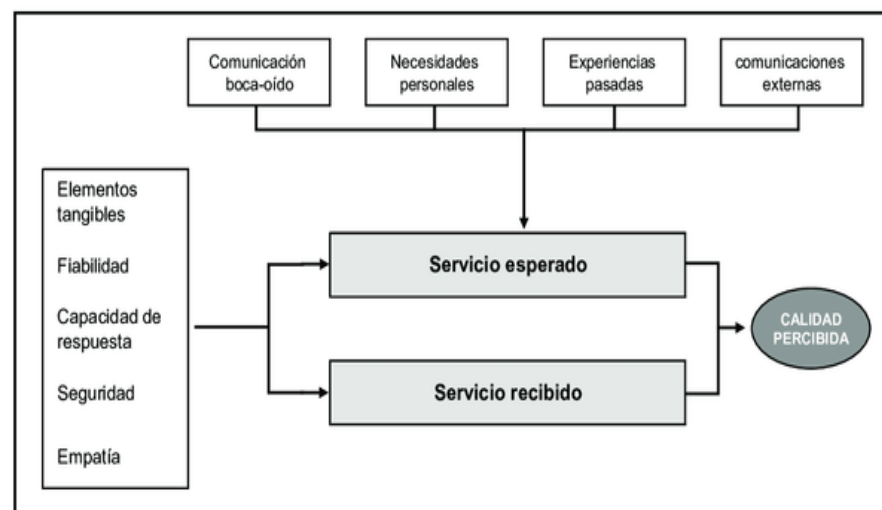 Comunicación
boca-oído
Necesidades
personales
Experiencias
pasadas
comunicaciones
externas
Elementos
tangibles
Fiabilidad
Capacidad de
respuesta
Seguridad
Empatía
Servicio esperado
Servicio recibido
CALIDAD
PERCIBIDA